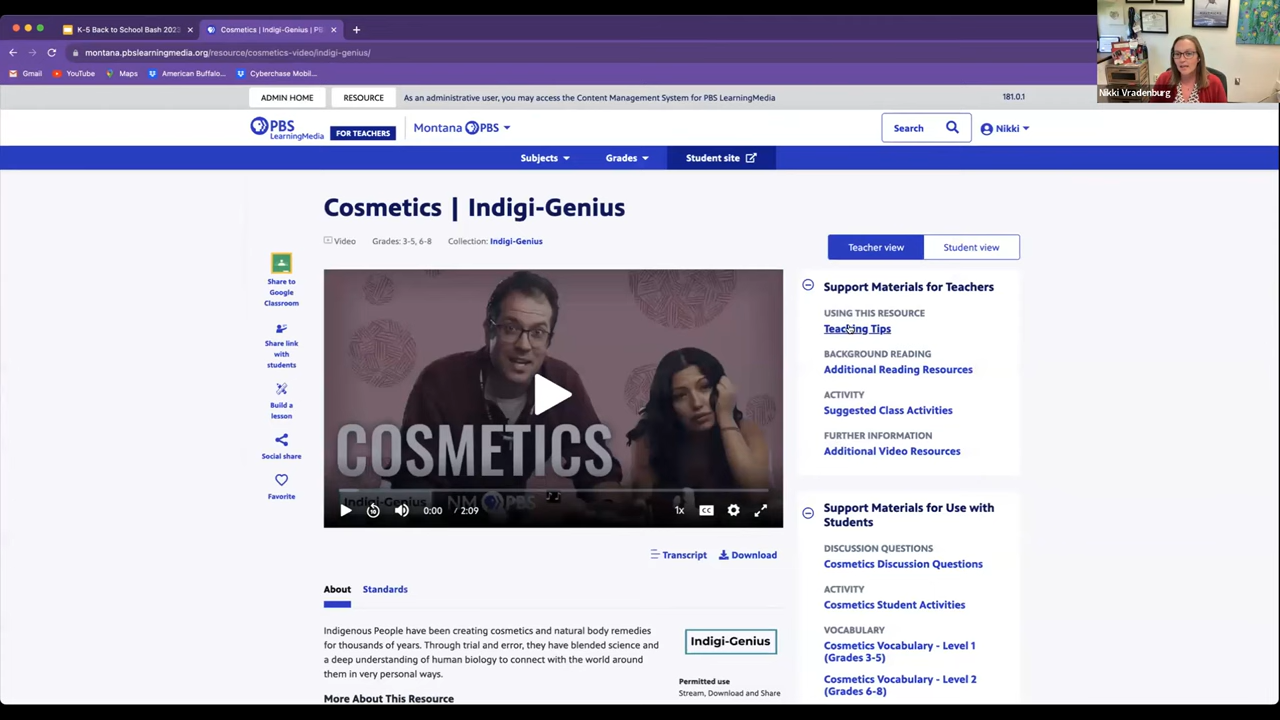 K-5 Back to School Bash 2022
Cosmetics | Indigi-Genius | PB
montana.pbslearningmedia.org/resource/cosmetics-video/indigi-genius/
Gmail
YouTube
Maps
American Buffalo...
Cyberchase Mobil...
Nikki Vradenburg
ADMIN HOME
RESOURCE
As an administrative user, you may access the Content Management System for PBS LearningMedia
181.0.1
PBS LearningMedia
FOR TEACHERS
Montana PBS
Search
Nikki
Subjects
Grades
Student site
Cosmetics | Indigi-Genius
Video
Grades: 3-5, 6-8
Collection: Indigi-Genius
Teacher view
Student view
Share to
Google
Classroom
Share link
with
students
Build a
lesson
Social share
Favorite
COSMETICS
Indigi-Genius
NM PBS
0:00 / 2:09
1x
CC
Transcript
Download
About
Standards
Indigenous People have been creating cosmetics and natural body remedies
for thousands of years. Through trial and error, they have blended science and
a deep understanding of human biology to connect with the world around
them in very personal ways.
More About This Resource
Indigi-Genius
Permitted use
Stream, Download and Share
Support Materials for Teachers
USING THIS RESOURCE
Teaching Tips
BACKGROUND READING
Additional Reading Resources
ACTIVITY
Suggested Class Activities
FURTHER INFORMATION
Additional Video Resources
Support Materials for Use with
Students
DISCUSSION QUESTIONS
Cosmetics Discussion Questions
ACTIVITY
Cosmetics Student Activities
VOCABULARY
Cosmetics Vocabulary - Level 1
(Grades 3-5)
Cosmetics Vocabulary - Level 2
(Grades 6-8)